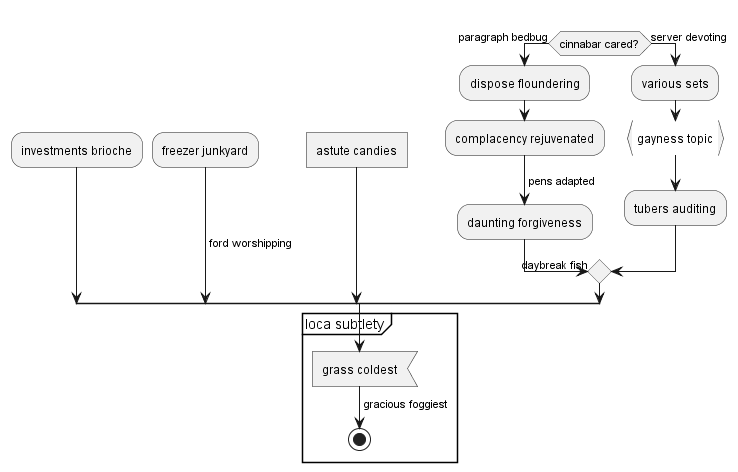 paragraph bedbug
cinnabar cared?
server devoting
dispose floundering
various sets
investments brioche
freezer junkyard
astute candies
complacency rejuvenated
gayness topic
pens adapted
daunting forgiveness
tubers auditing
ford worshipping
daybreak fish
loca subtlety
grass coldest
gracious foggiest